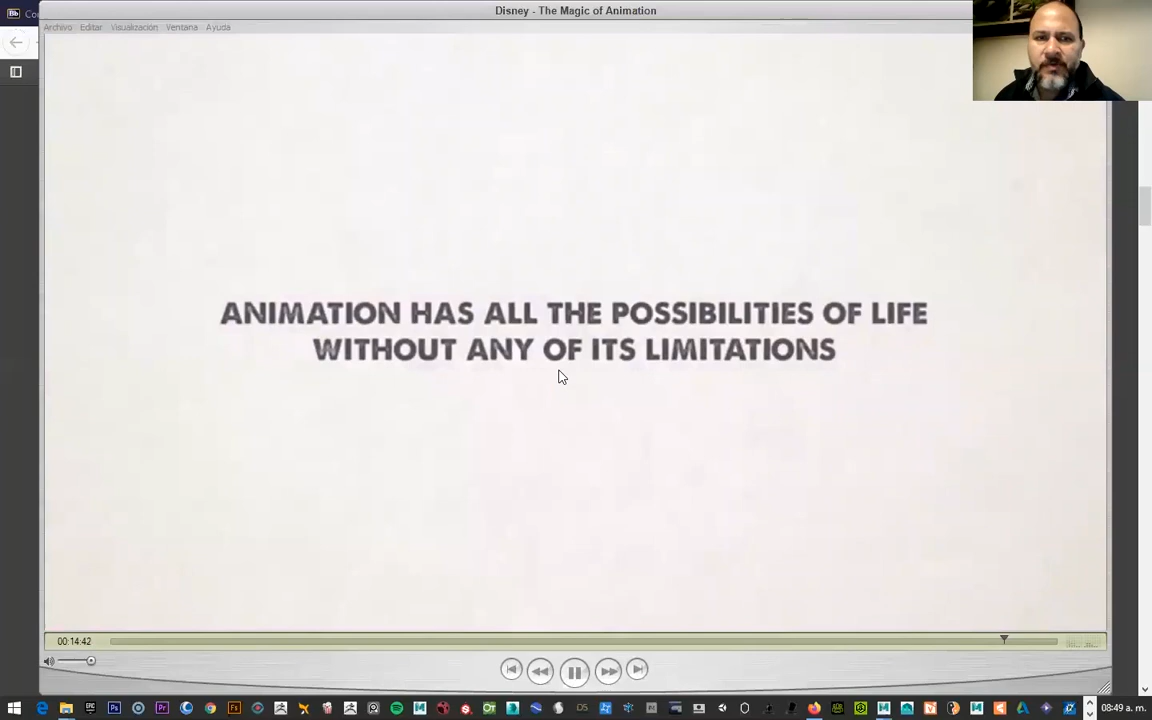 Disney - The Magic of Animation
Archivo Editar Visualización Ventana Ayuda
ANIMATION HAS ALL THE POSSIBILITIES OF LIFE
WITHOUT ANY OF ITS LIMITATIONS
00:14:42
08:49 a. m.